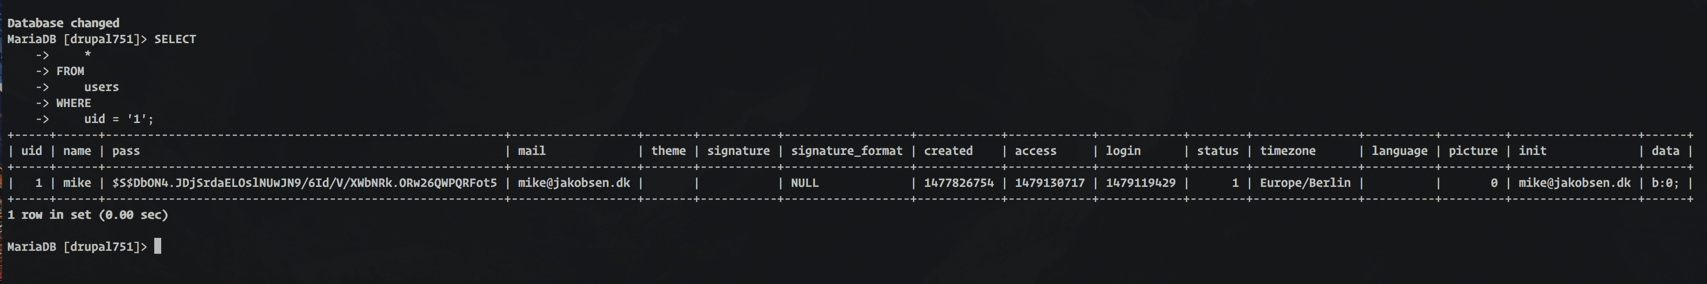 Database changed
MariaDB [drupal751]> SELECT
    ->     *
    -> FROM
    ->     users
    -> WHERE
    ->     uid = '1';
+-----+------+---------------------------------------------------------+------------------+-------+-----------+------------------+------------+------------+------------+--------+---------------+----------+---------+------------------+------+
| uid | name | pass                                                    | mail             | theme | signature | signature_format | created    | access     | login      | status | timezone      | language | picture | init             | data |
+-----+------+---------------------------------------------------------+------------------+-------+-----------+------------------+------------+------------+------------+--------+---------------+----------+---------+------------------+------+
|   1 | mike | $S$DbON4.JDjSrdaELOslNUwJN9/6Id/V/XWbNRk.ORw26QWPQRFot5 | mike@jakobsen.dk |       |           | NULL             | 1477826754 | 1479130717 | 1479119429 |      1 | Europe/Berlin |          |       0 | mike@jakobsen.dk | b:0; |
+-----+------+---------------------------------------------------------+------------------+-------+-----------+------------------+------------+------------+------------+--------+---------------+----------+---------+------------------+------+
1 row in set (0.00 sec)
MariaDB [drupal751]>